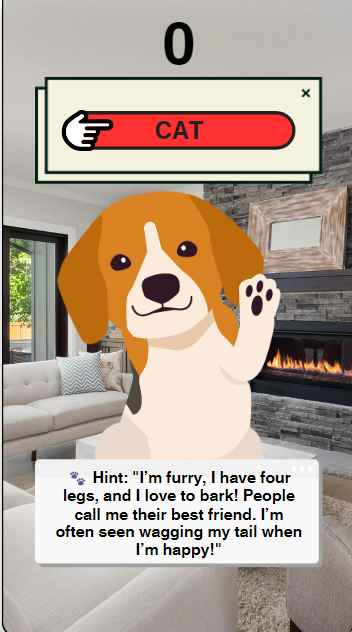 0
×
CAT
🐾 Hint: "I'm furry, I have four
legs, and I love to bark! People
call me their best friend. I'm
often seen wagging my tail when
I'm happy!"